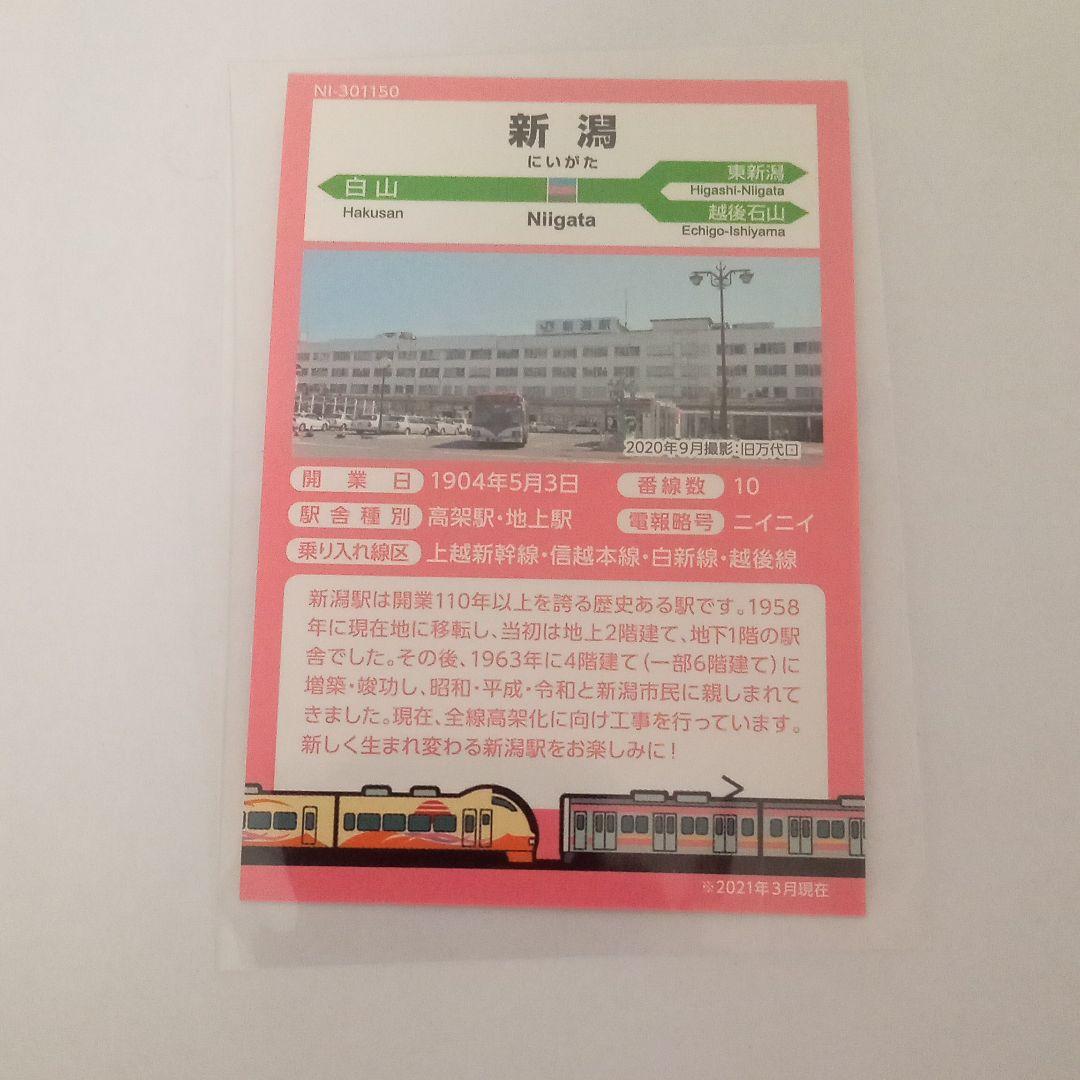 NI-301150
新潟
にいがた
白山
Hakusan
Niigata
東新潟
Higashi-Niigata
越後石山
Echigo-Ishiyama
JR 新潟駅
2020年9月撮影:旧万代口
開業日 1904年5月3日
番線数 10
駅舎種別 高架駅・地上駅
電報略号 ニイニイ
乗り入れ線区 上越新幹線・信越本線・白新線・越後線
新潟駅は開業110年以上を誇る歴史ある駅です。1958
年に現在地に移転し、当初は地上2階建て、地下1階の駅
舎でした。その後、1963年に4階建て(一部6階建て)に
増築・竣功し、昭和・平成・令和と新潟市民に親しまれて
きました。現在、全線高架化に向け工事を行っています。
新しく生まれ変わる新潟駅をお楽しみに!
※2021年3月現在